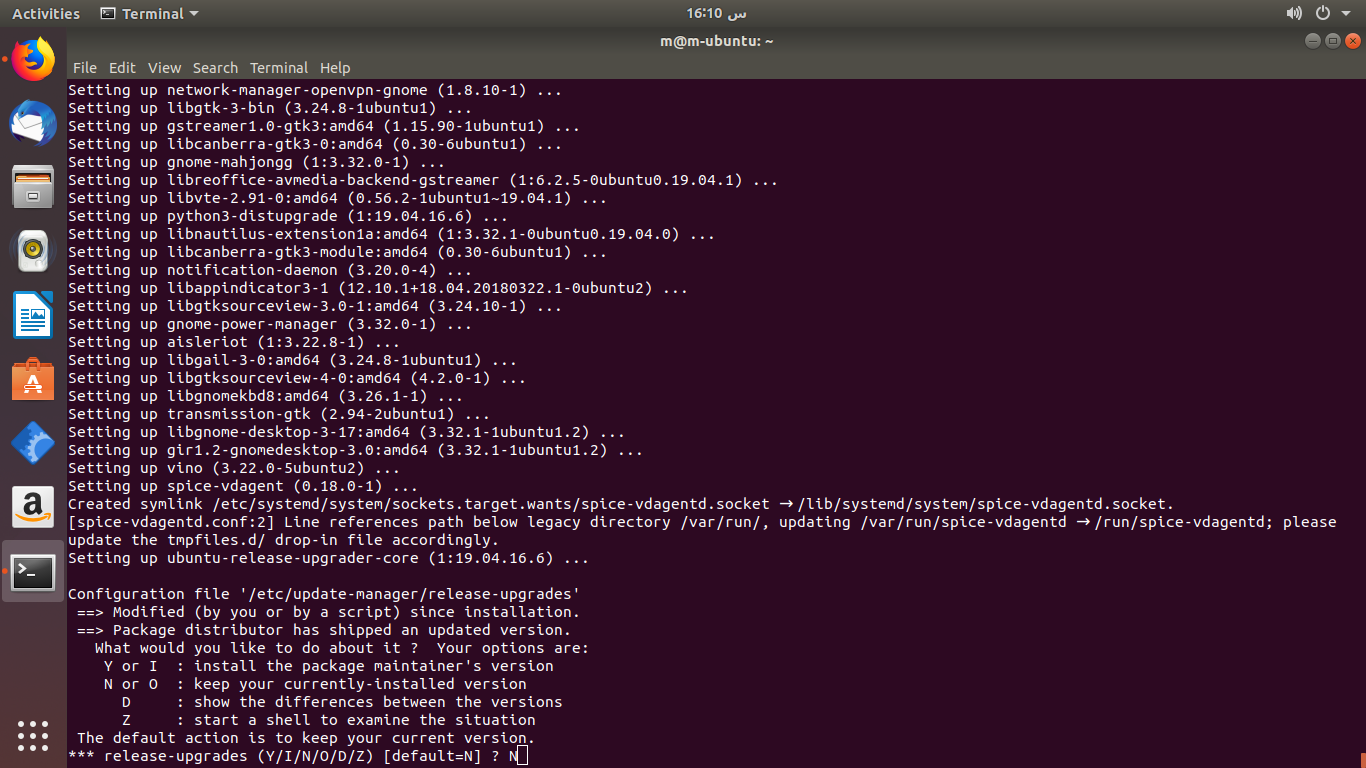 Activities Terminal س 16:10
m@m-ubuntu: ~
File Edit View Search Terminal Help
Setting up network-manager-openvpn-gnome (1.8.10-1) ...
Setting up libgtk-3-bin (3.24.8-1ubuntu1) ...
Setting up gstreamer1.0-gtk3:amd64 (1.15.90-1ubuntu1) ...
Setting up libcanberra-gtk3-0:amd64 (0.30-6ubuntu1) ...
Setting up gnome-mahjongg (1:3.32.0-1) ...
Setting up libreoffice-avmedia-backend-gstreamer (1:6.2.5-0ubuntu0.19.04.1) ...
Setting up libvte-2.91-0:amd64 (0.56.2-1ubuntu1~19.04.1) ...
Setting up python3-distupgrade (1:19.04.16.6) ...
Setting up libnautilus-extension1a:amd64 (1:3.32.1-0ubuntu0.19.04.0) ...
Setting up libcanberra-gtk3-module:amd64 (0.30-6ubuntu1) ...
Setting up notification-daemon (3.20.0-4) ...
Setting up libappindicator3-1 (12.10.1+18.04.20180322.1-0ubuntu2) ...
Setting up libgtksourceview-3.0-1:amd64 (3.24.10-1) ...
Setting up gnome-power-manager (3.32.0-1) ...
Setting up aisleriot (1:3.22.8-1) ...
Setting up libgail-3-0:amd64 (3.24.8-1ubuntu1) ...
Setting up libgtksourceview-4-0:amd64 (4.2.0-1) ...
Setting up libgnomekbd8:amd64 (3.26.1-1) ...
Setting up transmission-gtk (2.94-2ubuntu1) ...
Setting up libgnome-desktop-3-17:amd64 (3.32.1-1ubuntu1.2) ...
Setting up gir1.2-gnomedesktop-3.0:amd64 (3.32.1-1ubuntu1.2) ...
Setting up vino (3.22.0-5ubuntu2) ...
Setting up spice-vdagent (0.18.0-1) ...
Created symlink /etc/systemd/system/sockets.target.wants/spice-vdagentd.socket → /lib/systemd/system/spice-vdagentd.socket.
[spice-vdagentd.conf:2] Line references path below legacy directory /var/run/, updating /var/run/spice-vdagentd → /run/spice-vdagentd; please
update the tmpfiles.d/ drop-in file accordingly.
Setting up ubuntu-release-upgrader-core (1:19.04.16.6) ...
Configuration file '/etc/update-manager/release-upgrades'
==> Modified (by you or by a script) since installation.
==> Package distributor has shipped an updated version.
What would you like to do about it ?  Your options are:
Y or I  : install the package maintainer's version
N or O  : keep your currently-installed version
D     : show the differences between the versions
Z     : start a shell to examine the situation
The default action is to keep your current version.
*** release-upgrades (Y/I/N/O/D/Z) [default=N] ? N